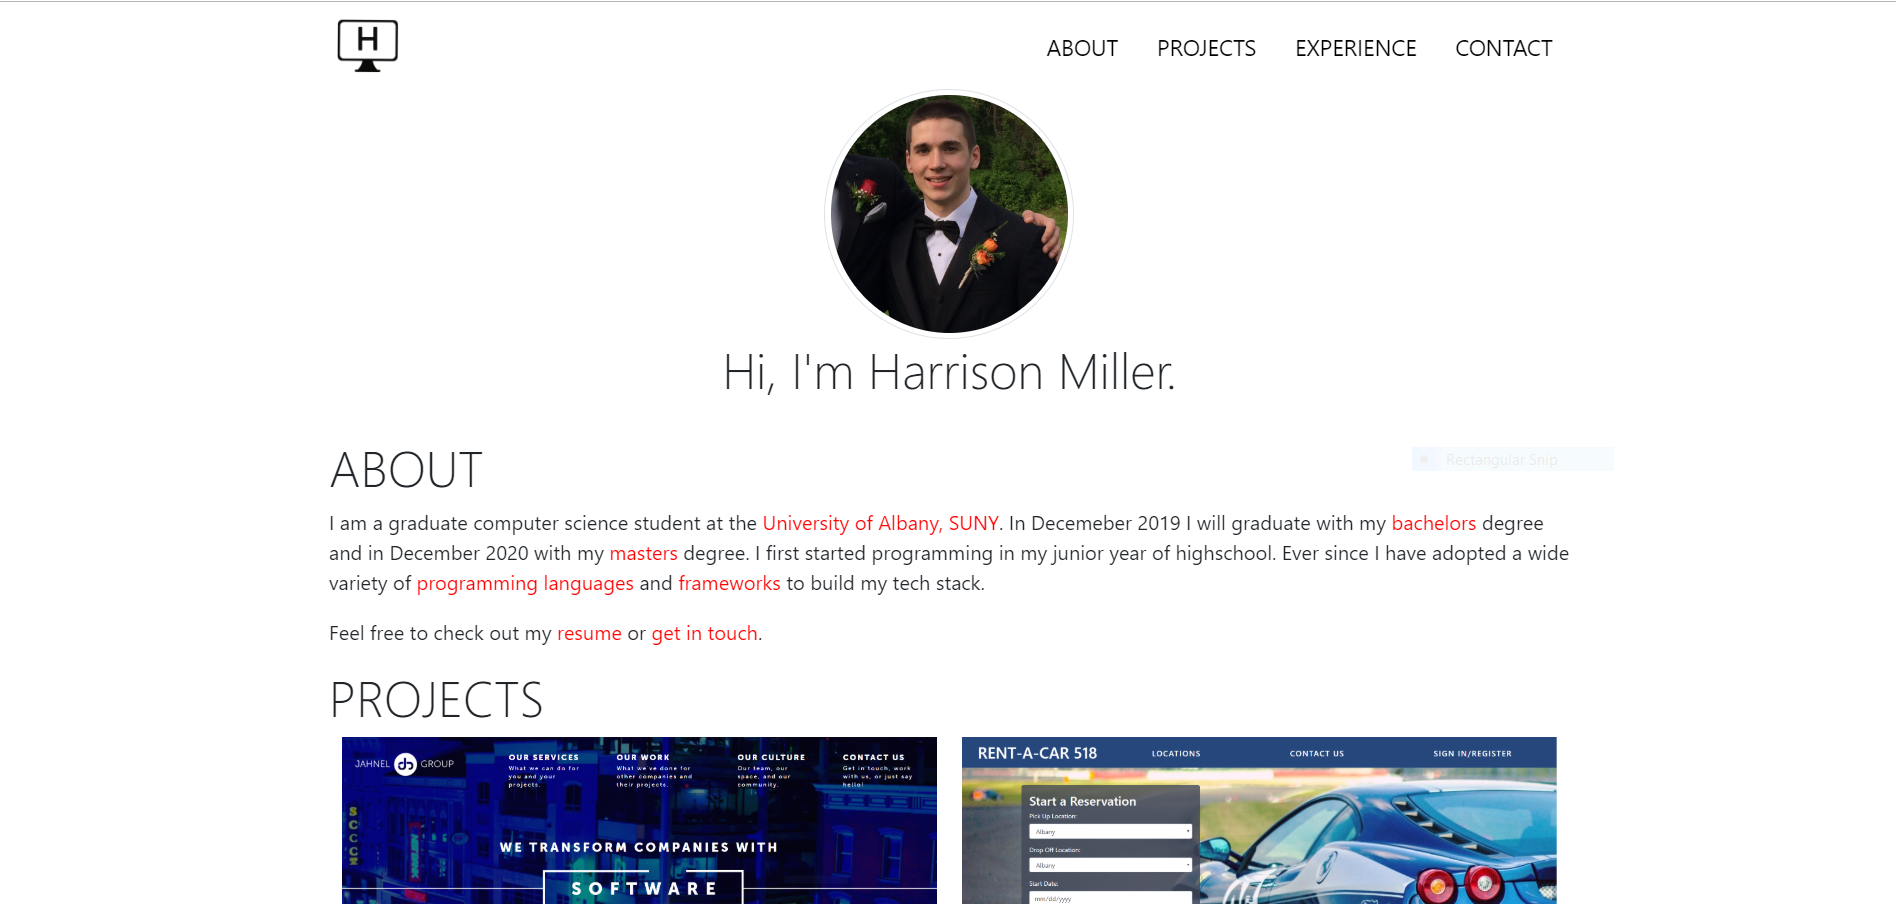 H
ABOUT PROJECTS EXPERIENCE CONTACT
Hi, I'm Harrison Miller.
ABOUT
Rectangular Snip
I am a graduate computer science student at the University of Albany, SUNY. In Decemeber 2019 I will graduate with my bachelors degree
and in December 2020 with my masters degree. I first started programming in my junior year of highschool. Ever since I have adopted a wide
variety of programming languages and frameworks to build my tech stack.
Feel free to check out my resume or get in touch.
PROJECTS
JAHNEL GROUP
OUR SERVICES
What we can do for
you and your
projects.
OUR WORK
What we've done for
other companies and
their projects.
OUR CULTURE
Our team, our
space, and our
community.
CONTACT US
Get in touch, work
with us, or just say
hello!
WE TRANSFORM COMPANIES WITH
SOFTWARE
RENT-A-CAR 518 LOCATIONS CONTACT US SIGN IN/REGISTER
Start a Reservation
Pick Up Location:
Albany
Drop Off Location:
Albany
Start Date:
mm/dd/yyyy